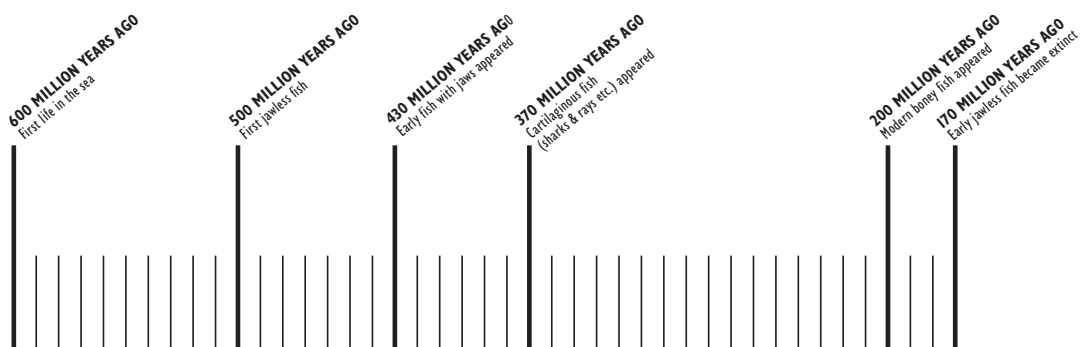 600 MILLION YEARS AGO
First life in the sea
500 MILLION YEARS AGO
First jawless fish
430 MILLION YEARS AGO
Early fish with jaws appeared
370 MILLION YEARS AGO
Cartilaginous fish
(sharks & rays etc.) appeared
200 MILLION YEARS AGO
Modern boney fish appeared
170 MILLION YEARS AGO
Early jawless fish became extinct